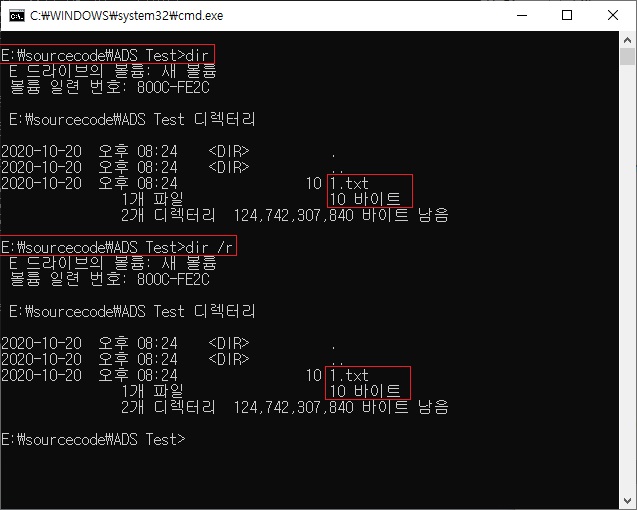 C:₩WINDOWS₩system32₩cmd.exe
E:₩sourcecode₩ADS Test>dir
E 드라이브의 볼륨: 새 볼륨
볼륨 일련 번호: 800C-FE2C
E:₩sourcecode₩ADS Test 디렉터리
2020-10-20 오후 08:24 <DIR> .
2020-10-20 오후 08:24 <DIR> ..
2020-10-20 오후 08:24 10 1.txt
1개 파일 10 바이트
2개 디렉터리 124,742,307,840 바이트 남음
E:₩sourcecode₩ADS Test>dir /r
E 드라이브의 볼륨: 새 볼륨
볼륨 일련 번호: 800C-FE2C
E:₩sourcecode₩ADS Test 디렉터리
2020-10-20 오후 08:24 <DIR> .
2020-10-20 오후 08:24 <DIR> ..
2020-10-20 오후 08:24 10 1.txt
1개 파일 10 바이트
2개 디렉터리 124,742,307,840 바이트 남음
E:₩sourcecode₩ADS Test>